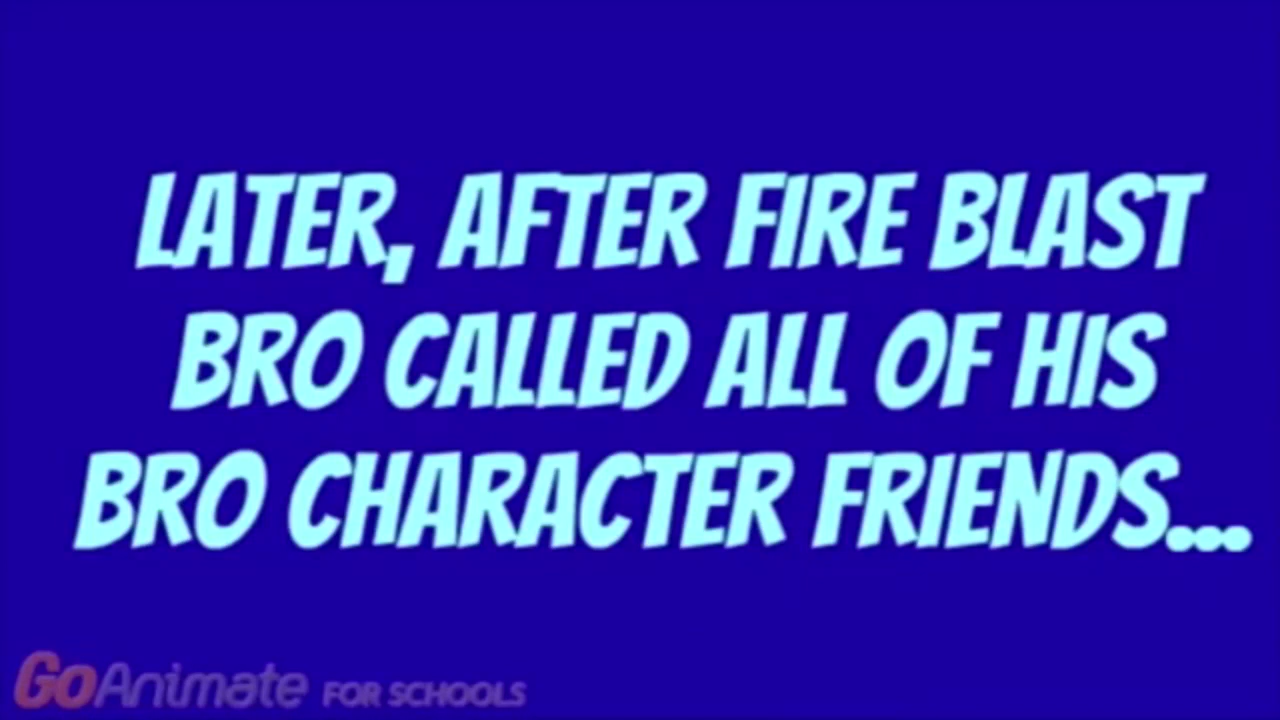 LATER, AFTER FIRE BLAST
BRO CALLED ALL OF HIS
BRO CHARACTER FRIENDS...
GoAnimate FOR SCHOOLS